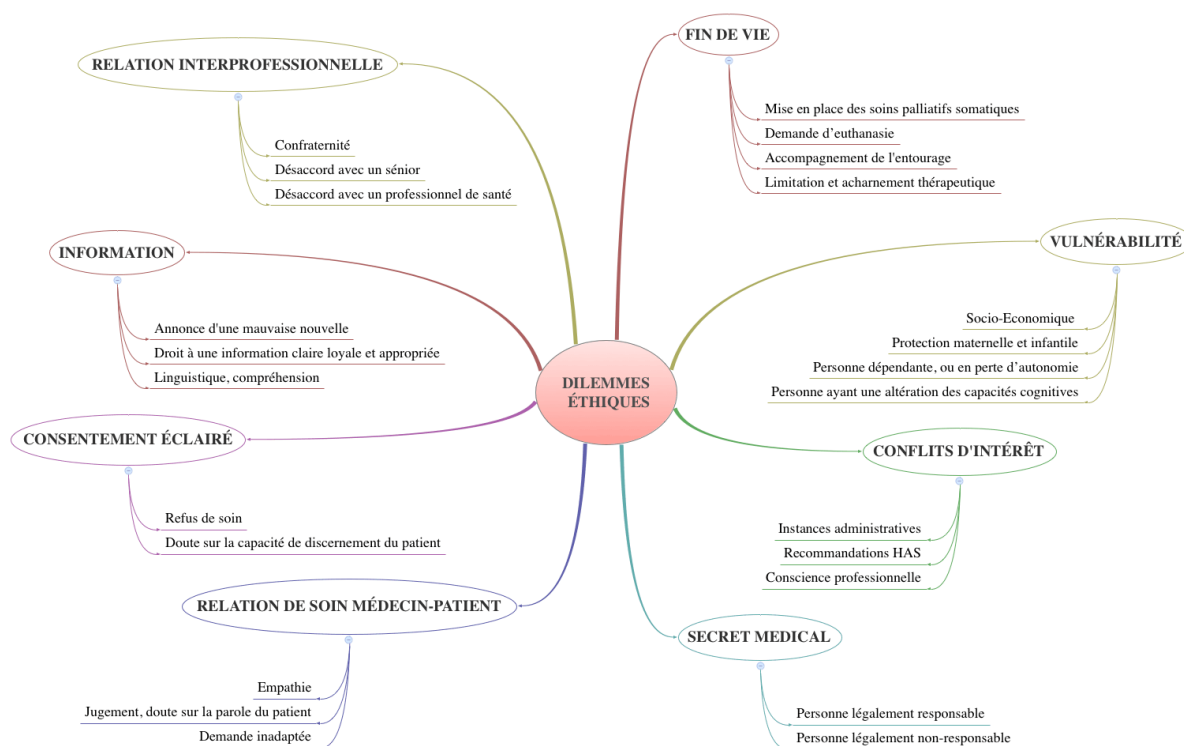 DILEMMES
ÉTHIQUES
RELATION INTERPROFESSIONNELLE
Confraternité
Désaccord avec un sénior
Désaccord avec un professionnel de santé
INFORMATION
Annonce d'une mauvaise nouvelle
Droit à une information claire loyale et appropriée
Linguistique, compréhension
CONSENTEMENT ÉCLAIRÉ
Refus de soin
Doute sur la capacité de discernement du patient
RELATION DE SOIN MÉDECIN-PATIENT
Empathie
Jugement, doute sur la parole du patient
Demande inadaptée
FIN DE VIE
Mise en place des soins palliatifs somatiques
Demande d’euthanasie
Accompagnement de l'entourage
Limitation et acharnement thérapeutique
VULNÉRABILITÉ
Socio-Economique
Protection maternelle et infantile
Personne dépendante, ou en perte d’autonomie
Personne ayant une altération des capacités cognitives
CONFLITS D'INTÉRÊT
Instances administratives
Recommandations HAS
Conscience professionnelle
SECRET MEDICAL
Personne légalement responsable
Personne légalement non-responsable